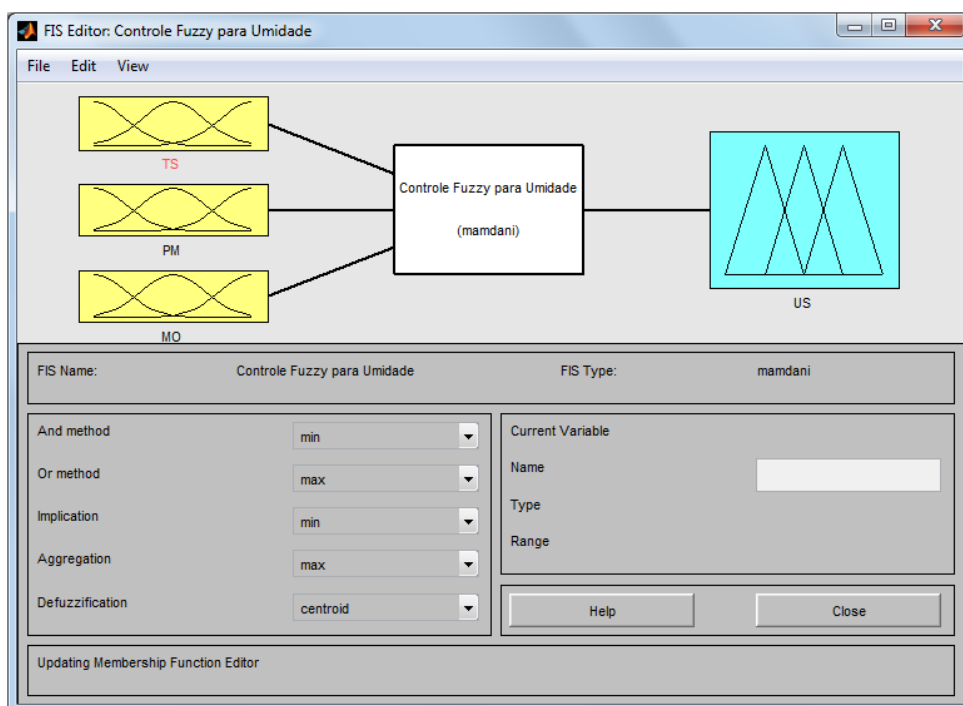 FIS Editor: Controle Fuzzy para Umidade
File Edit View
TS
PM
MO
Controle Fuzzy para Umidade
(mamdani)
US
FIS Name: Controle Fuzzy para Umidade FIS Type: mamdani
And method min
Or method max
Implication min
Aggregation max
Defuzzification centroid
Current Variable
Name
Type
Range
Help Close
Updating Membership Function Editor